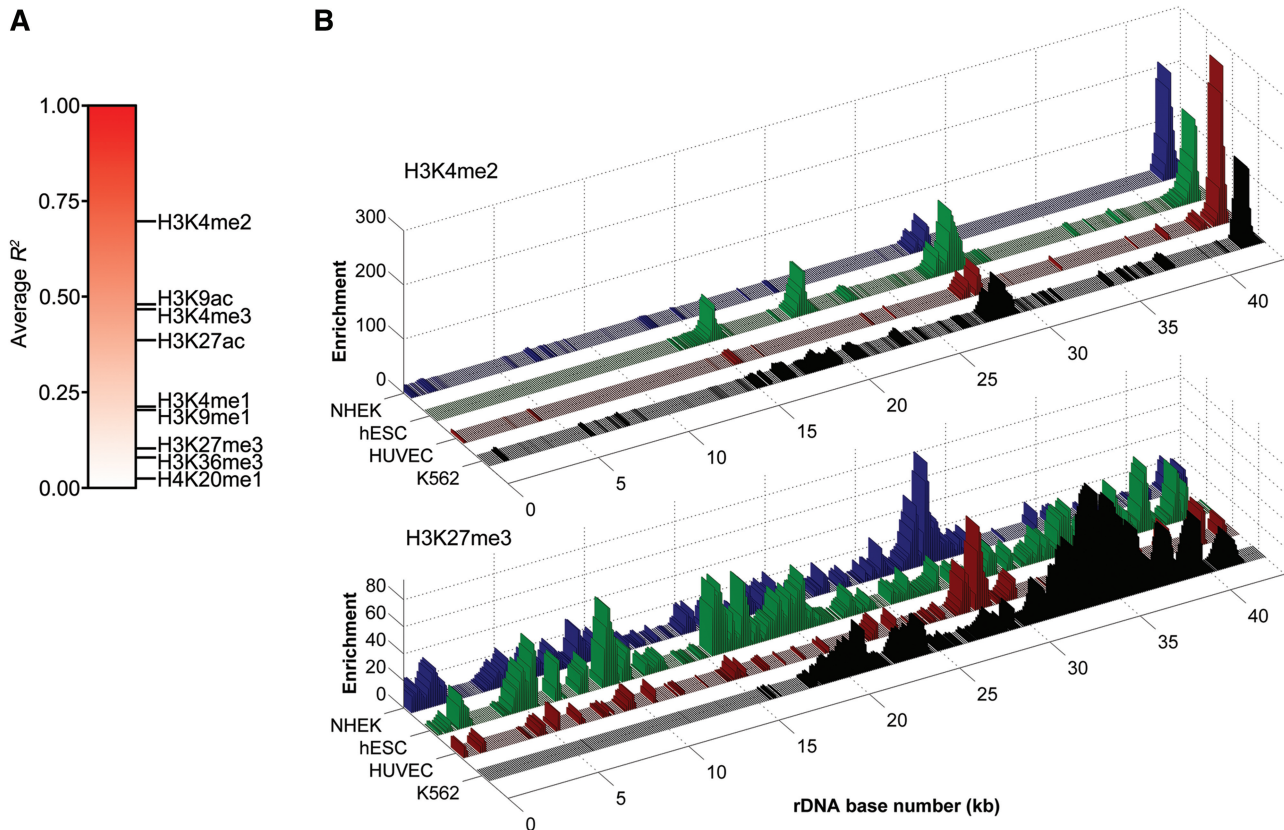 A
B
1.00
0.75
0.50
0.25
0.00
Average R²
H3K4me2
H3K9ac
H3K4me3
H3K27ac
H3K4me1
H3K9me1
H3K27me3
H3K36me3
H4K20me1
H3K4me2
300
200
100
0
Enrichment
NHEK
hESC
HUVEC
K562
0
5
10
15
20
25
30
35
40
H3K27me3
80
60
40
20
0
Enrichment
NHEK
hESC
HUVEC
K562
0
5
10
15
20
25
30
35
40
rDNA base number (kb)